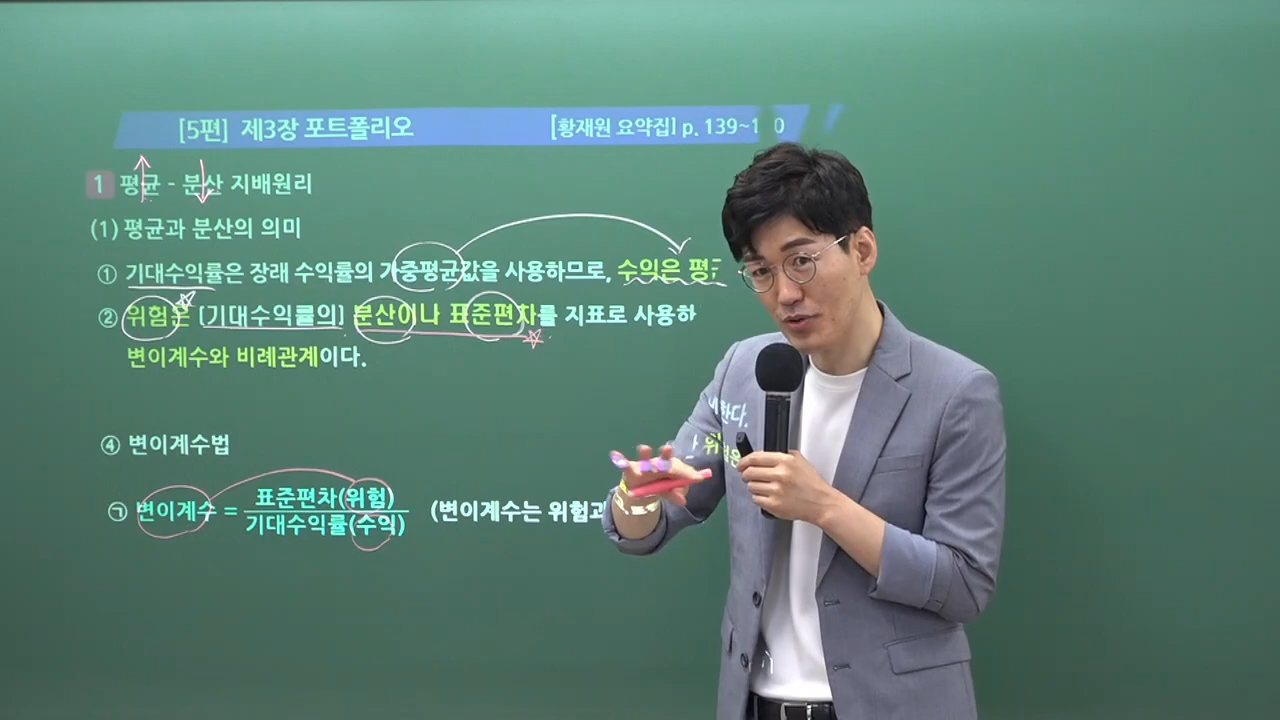 [5편] 제3장 포트폴리오 [황재원 요약집] p. 139~1 0
1 평균 - 분산 지배원리
(1) 평균과 분산의 의미
① 기대수익률은 장래 수익률의 가중평균값을 사용하므로, 수익은 평
② 위험은 [기대수익률의] 분산이나 표준편차를 지표로 사용하
한다.
변이계수와 비례관계이다.
위험은
④ 변이계수법
㉠ 변이계수 = 표준편차(위험) (변이계수는 위험과
기대수익률(수익)